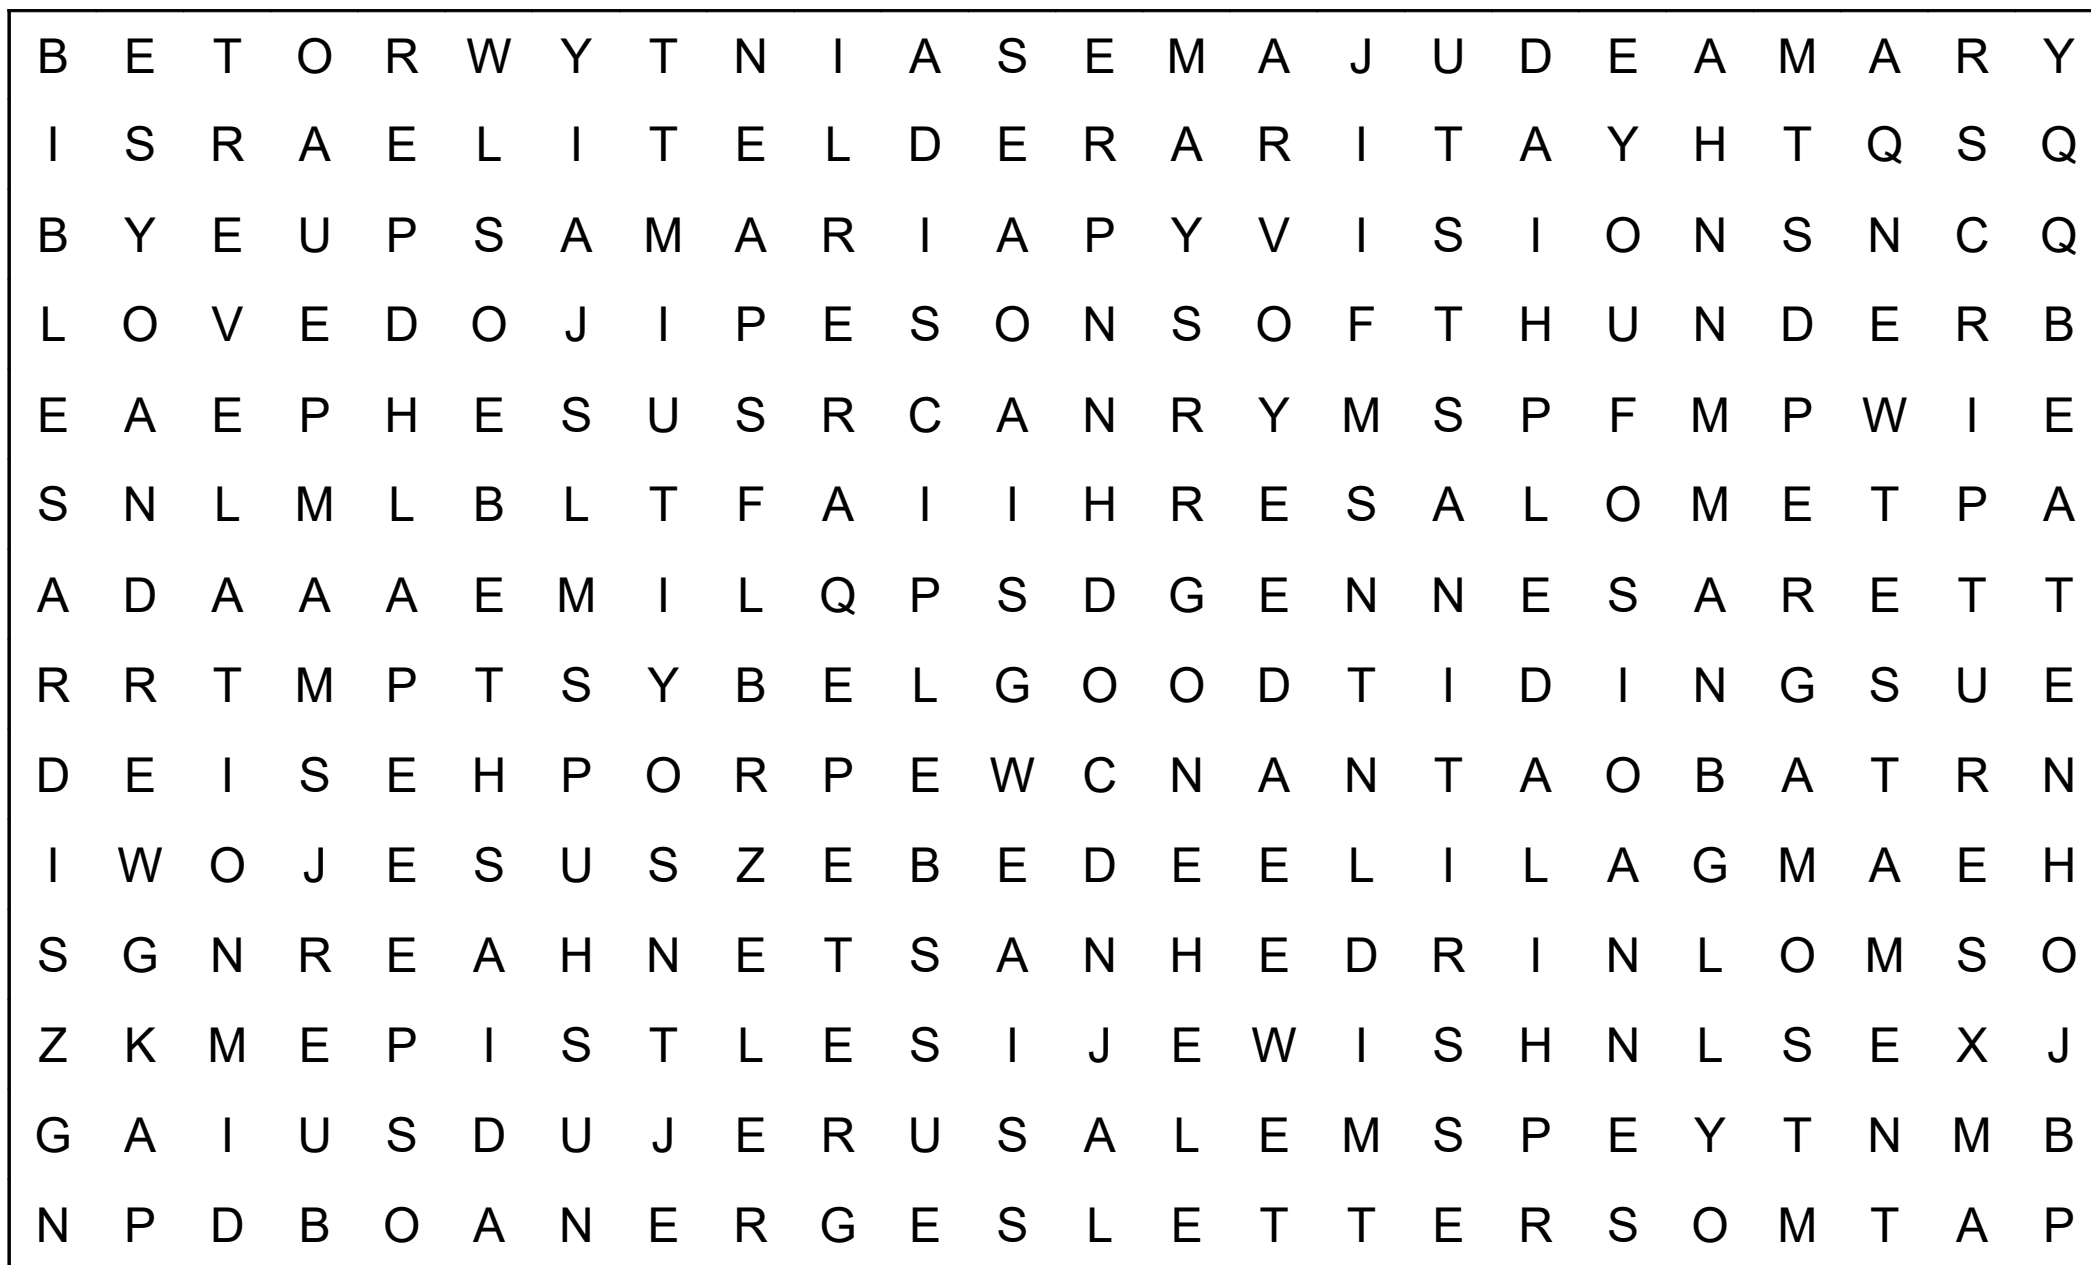 B E T O R W Y T N I A S E M A J U D E A M A R Y
I S R A E L I T E L D E R A R I T A Y H T Q S Q
B Y E U P S A M A R I A P Y V I S I O N S N C Q
L O V E D O J I P E S O N S O F T H U N D E R B
E A E P H E S U S R C A N R Y M S P F M P W I E
S N L M L B L T F A I I H R E S A L O M E T P A
A D A A A E M I L Q P S D G E N N E S A R E T T
R R T M P T S Y B E L G O O D T I D I N G S U E
D E I S E H P O R P E W C N A N T A O B A T R N
I W O J E S U S Z E B E D E E L I L A G M A E H
S G N R E A H N E T S A N H E D R I N L O M S O
Z K M E P I S T L E S I J E W I S H N L S E X J
G A I U S D U J E R U S A L E M S P E Y T N M B
N P D B O A N E R G E S L E T T E R S O M T A P